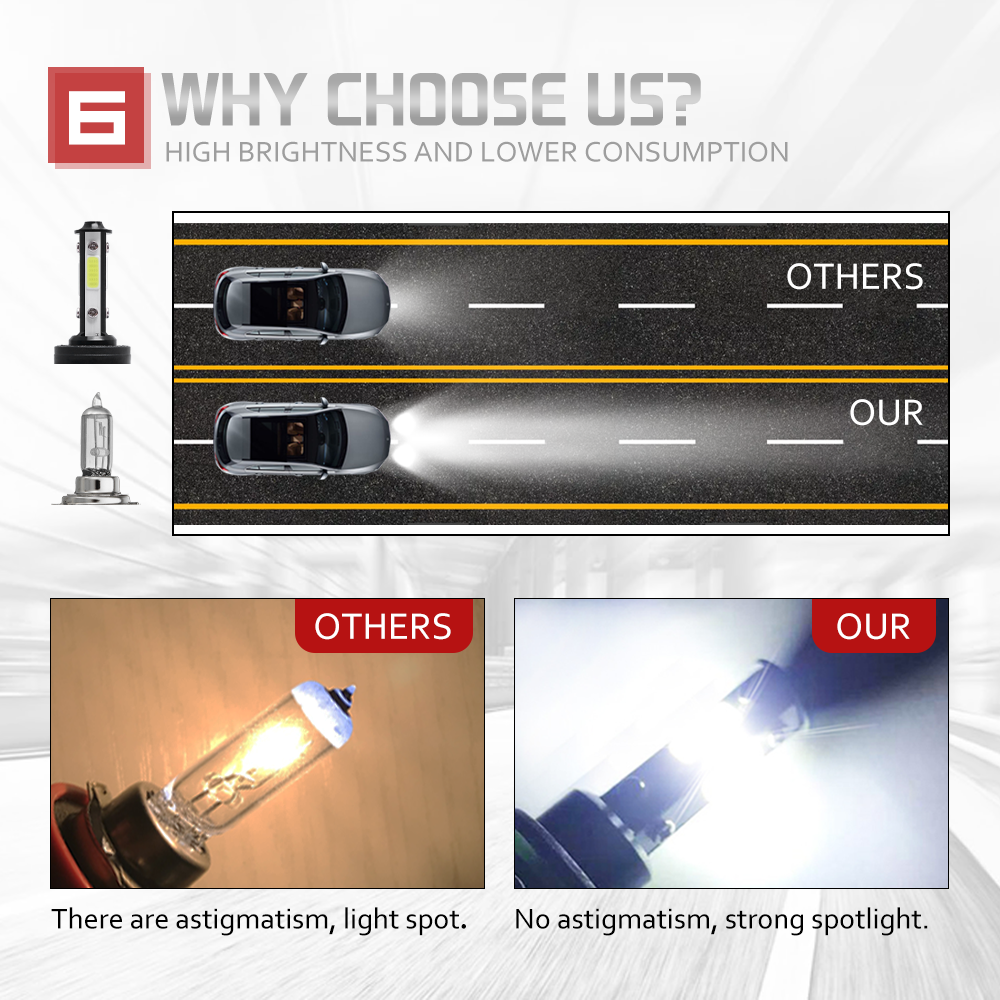 6
WHY CHOOSE US?
HIGH BRIGHTNESS AND LOWER CONSUMPTION
OTHERS
OUR
OTHERS
OUR
There are astigmatism, light spot.
No astigmatism, strong spotlight.